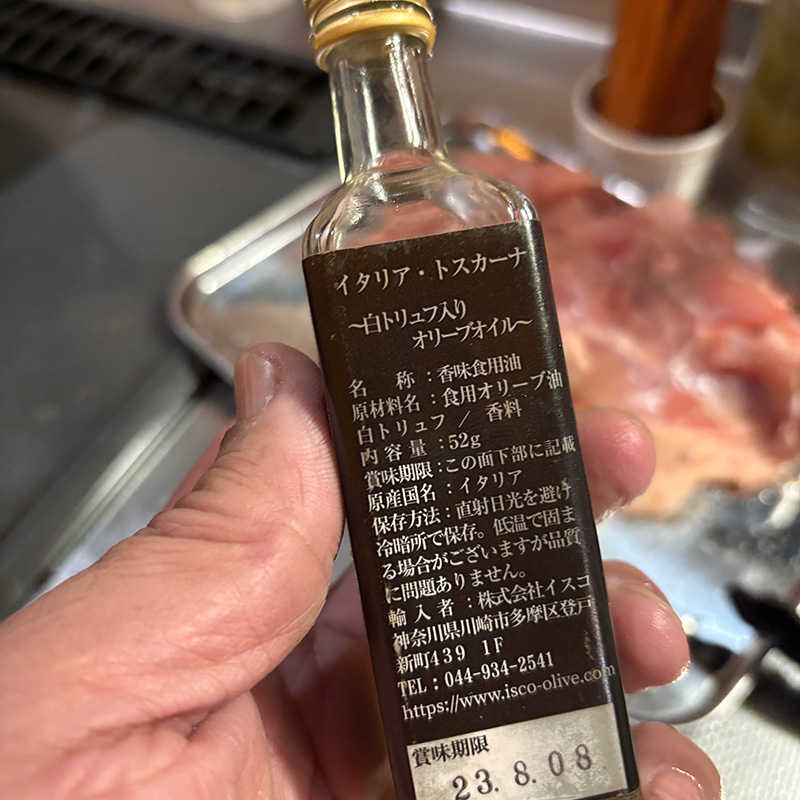 イタリア・トスカーナ
～白トリュフ入り
オリーブオイル～
名　称：香味食用油
原材料名：食用オリーブ油
白トリュフ／香料
内容量：52g
賞味期限：この面下部に記載
原産国名：イタリア
保存方法：直射日光を避け
冷暗所で保存。低温で固ま
る場合がございますが品質
に問題ありません。
輸入者：株式会社イスコ
神奈川県川崎市多摩区登戸
新町439 1F
TEL：044-934-2541
https://www.isco-olive.com
賞味期限
23.8.08